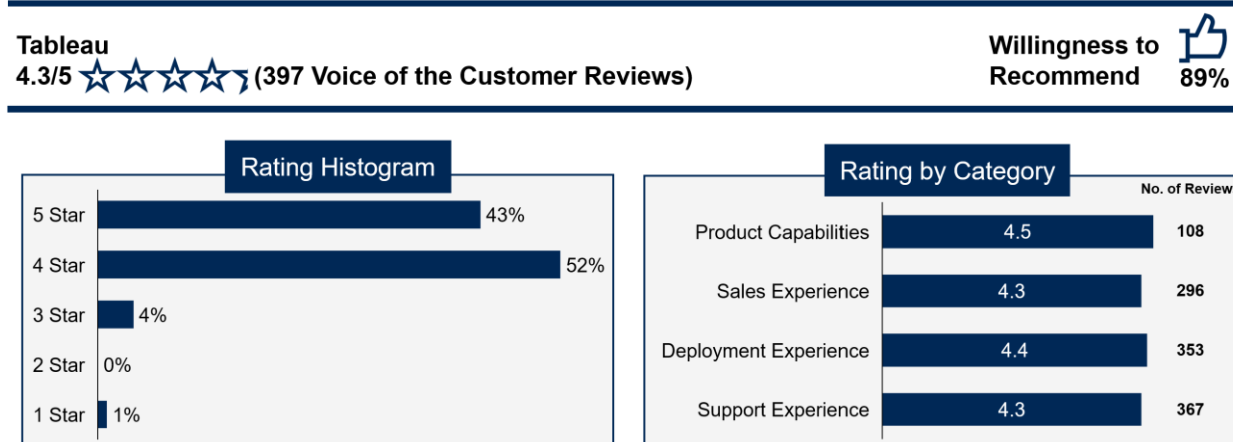 Tableau
4.3/5 (397 Voice of the Customer Reviews)
Willingness to
Recommend
89%
Rating Histogram
5 Star 43%
4 Star 52%
3 Star 4%
2 Star 0%
1 Star 1%
Rating by Category
No. of Review
Product Capabilities 4.5 108
Sales Experience 4.3 296
Deployment Experience 4.4 353
Support Experience 4.3 367